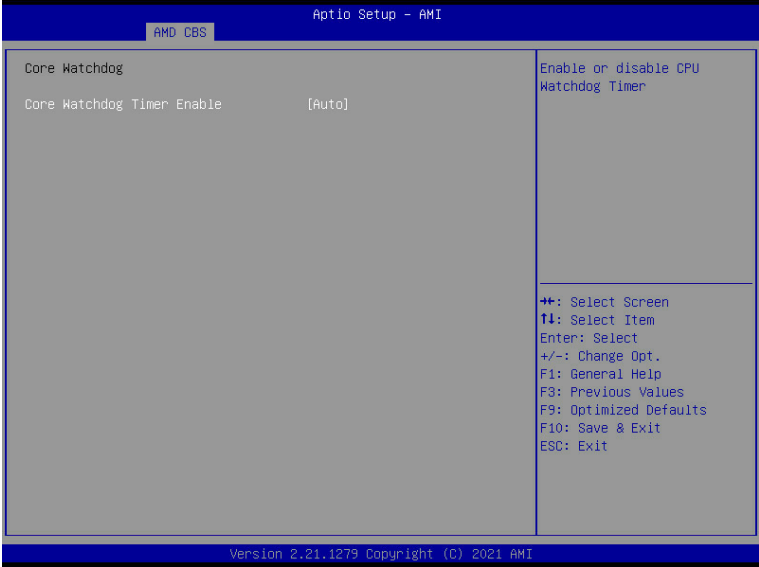 Aptio Setup - AMI
AMD CBS
Core Watchdog
Core Watchdog Timer Enable [Auto]
Enable or disable CPU
Watchdog Timer
→←: Select Screen
↑↓: Select Item
Enter: Select
+/-: Change Opt.
F1: General Help
F3: Previous Values
F9: Optimized Defaults
F10: Save & Exit
ESC: Exit
Version 2.21.1279 Copyright (C) 2021 AMI